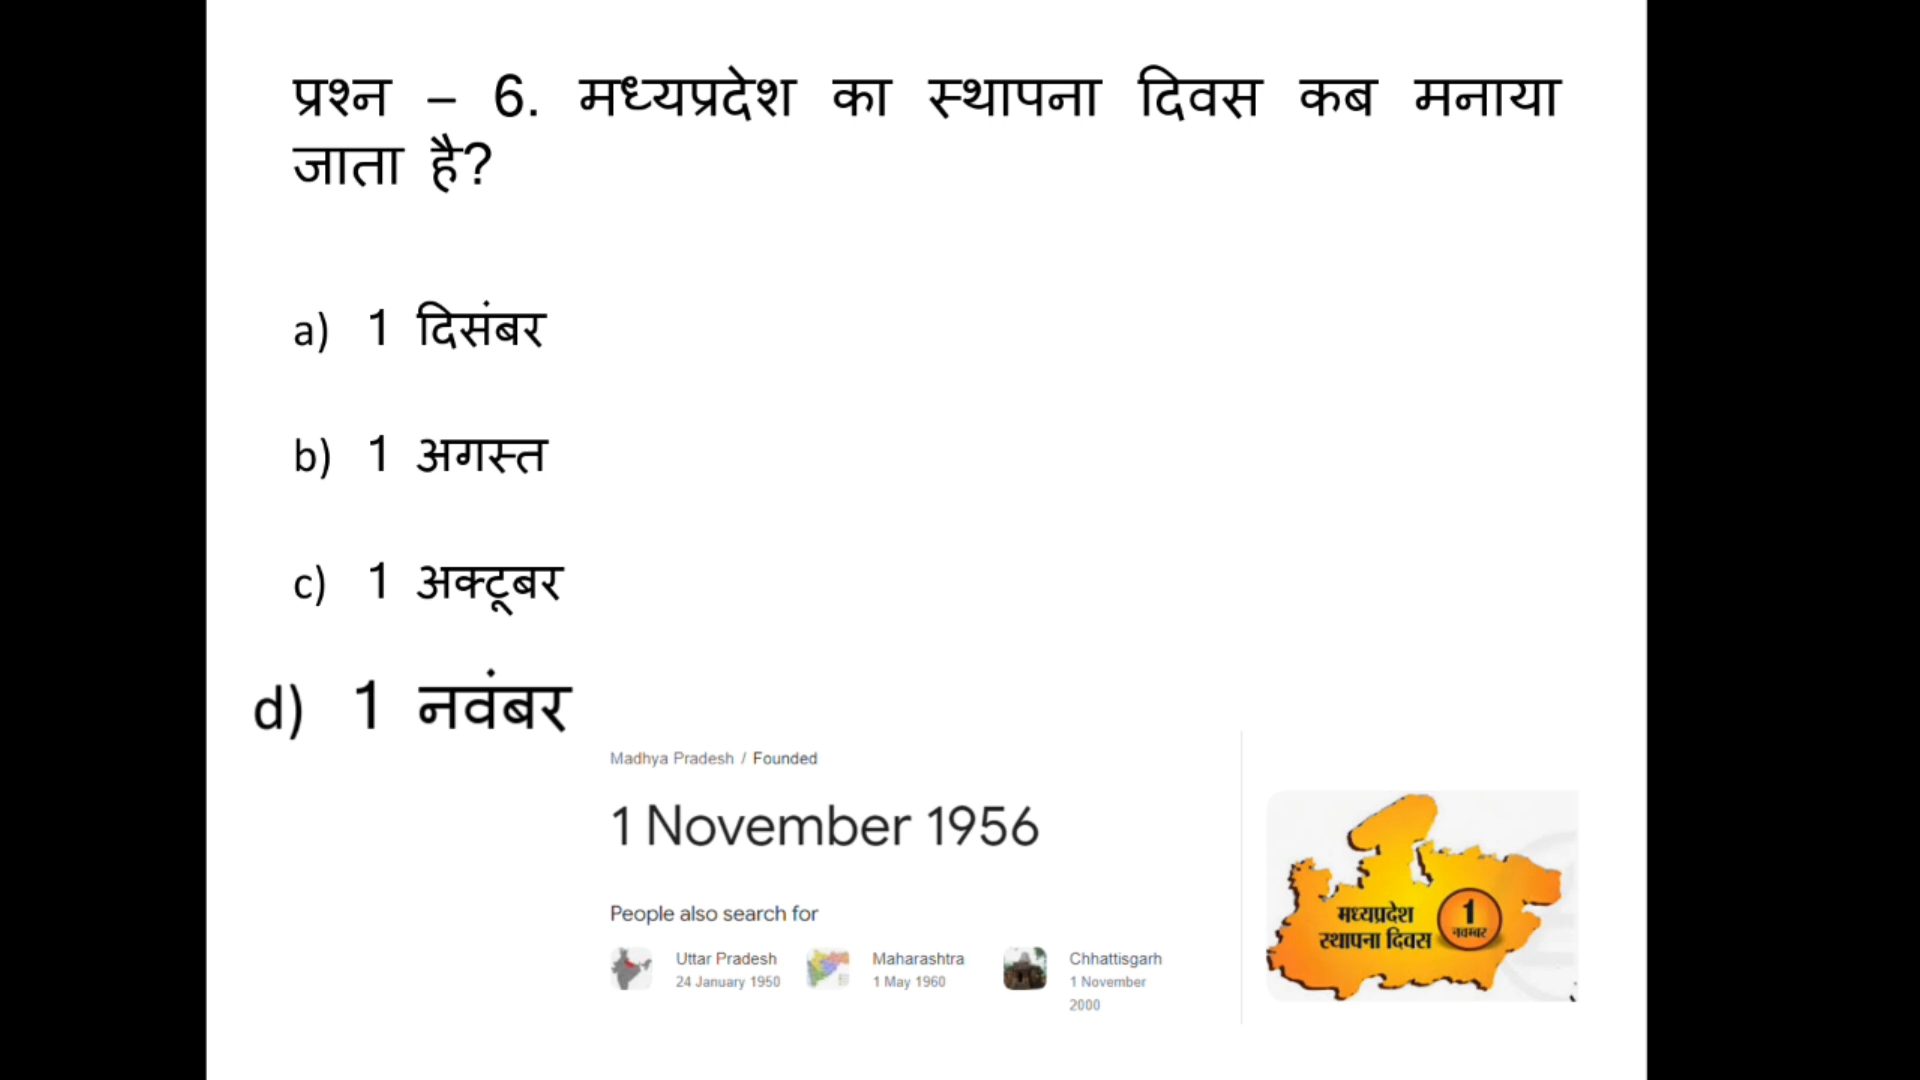 प्रश्न – 6. मध्यप्रदेश का स्थापना दिवस कब मनाया
जाता है?
a) 1 दिसंबर
b) 1 अगस्त
c) 1 अक्टूबर
d) 1 नवंबर
Madhya Pradesh / Founded
1 November 1956
People also search for
Uttar Pradesh
24 January 1950
Maharashtra
1 May 1960
Chhattisgarh
1 November
2000
मध्यप्रदेश
स्थापना दिवस
1
नवम्बर